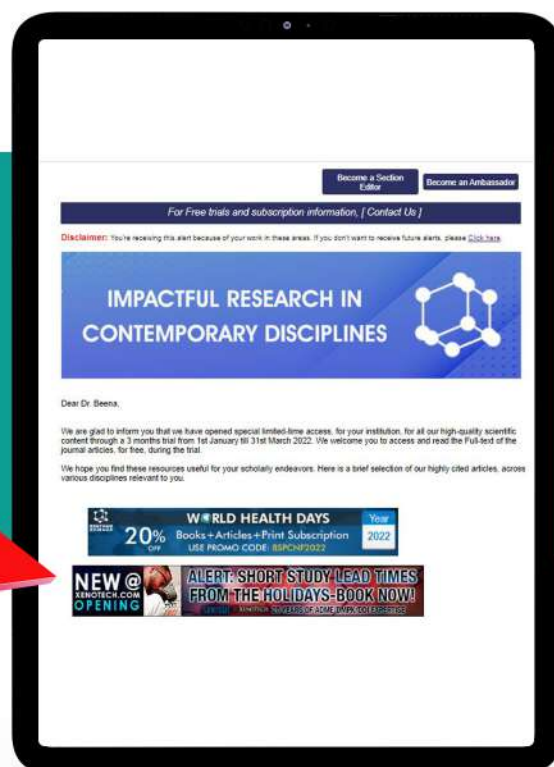 Become a Section
Editor
Become an Ambassador
For Free trials and subscription information, [ Contact Us ]
Disclaimer: You're receiving this alert because of your work in these areas. If you don't want to receive future alerts, please Click here.
IMPACTFUL RESEARCH IN
CONTEMPORARY DISCIPLINES
Dear Dr. Beena,
We are glad to inform you that we have opened special limited-time access, for your institution, for all our high-quality scientific
content through a 3 months trial from 1st January till 31st March 2022. We welcome you to access and read the Full-text of the
journal articles, for free, during the trial.
We hope you find these resources useful for your scholarly endeavors. Here is a brief selection of our highly cited articles, across
various disciplines relevant to you.
WORLD HEALTH DAYS
20% OFF
Books+Articles+Print Subscription
USE PROMO CODE: BSPCNF2022
Year
2022
NEW @
XENOTECH.COM
OPENING
ALERT: SHORT STUDY LEAD TIMES
FROM THE HOLIDAYS-BOOK NOW!
XENOTECH
YEARS OF ADME, DMPK